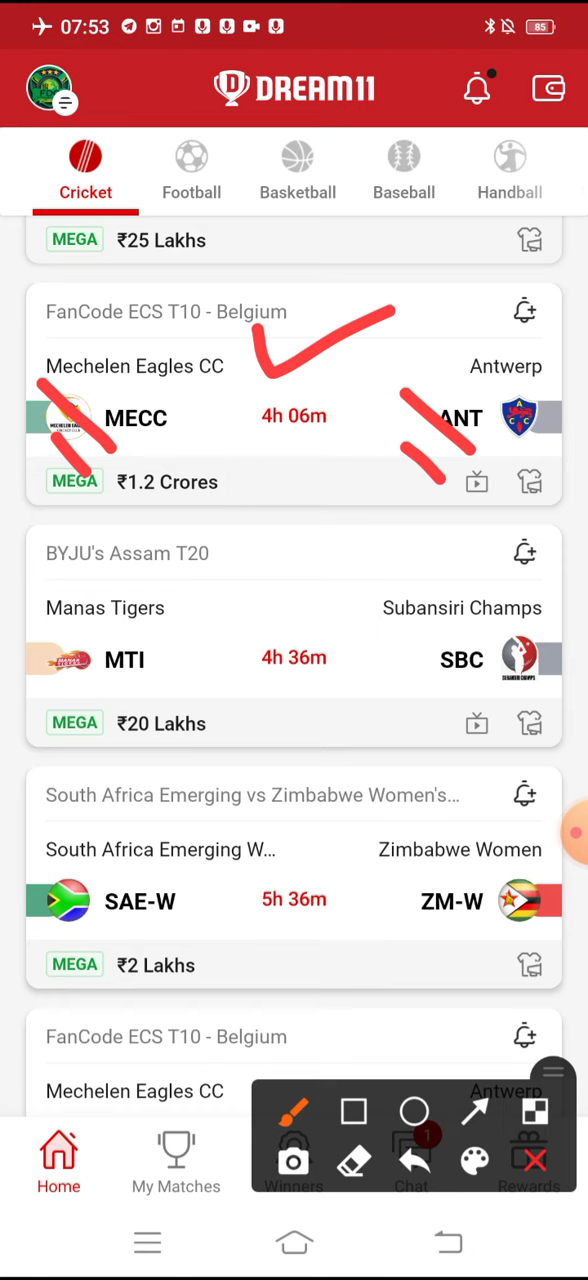 07:53
85
DREAM11
Cricket Football Basketball Baseball Handball
MEGA ₹25 Lakhs
FanCode ECS T10 - Belgium
Mechelen Eagles CC Antwerp
MECC 4h 06m ANT
MEGA ₹1.2 Crores
BYJU's Assam T20
Manas Tigers Subansiri Champs
MTI 4h 36m SBC
SUBANSIRI CHAMPS
MEGA ₹20 Lakhs
South Africa Emerging vs Zimbabwe Women's...
South Africa Emerging W... Zimbabwe Women
SAE-W 5h 36m ZM-W
MEGA ₹2 Lakhs
FanCode ECS T10 - Belgium
Mechelen Eagles CC Antwerp
1
Home My Matches Winners Chat Rewards